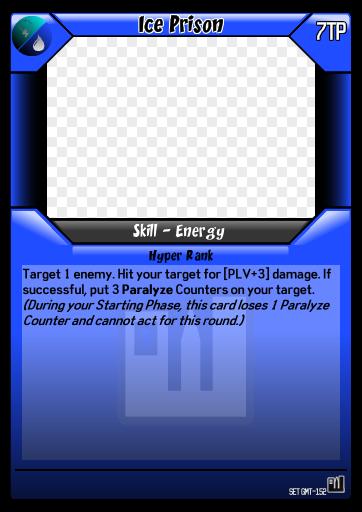 Ice Prison
7TP
Skill - Energy
Hyper Rank
Target 1 enemy. Hit your target for [PLV+3] damage. If
successful, put 3 Paralyze Counters on your target.
(During your Starting Phase, this card loses 1 Paralyze
Counter and cannot act for this round.)
SET GMT-152